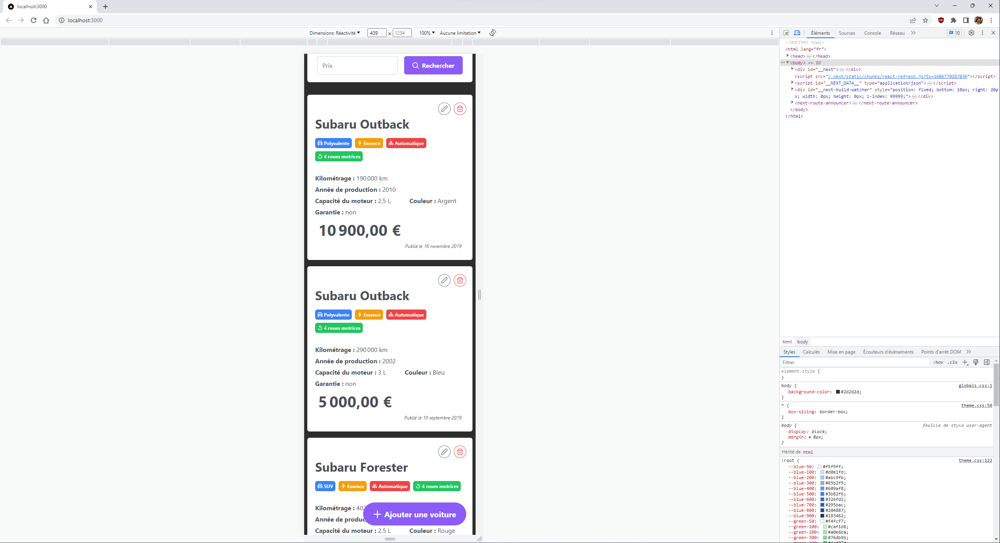 localhost:3000
localhost:3000
Dimensions: Réactivité 439 × 1234 100% Aucune limitation
Éléments Sources Console Réseau 10
Prix
Rechercher
Subaru Outback
Polyvalente Essence Automatique
4 roues motrices
Kilométrage : 190 000 km
Année de production : 2010
Capacité du moteur : 2.5 L Couleur : Argent
Garantie : non
10 900,00 €
Publié le 16 novembre 2019
Subaru Outback
Polyvalente Essence Automatique
4 roues motrices
Kilométrage : 290 000 km
Année de production : 2002
Capacité du moteur : 3 L Couleur : Bleu
Garantie : non
5 000,00 €
Publié le 10 septembre 2019
Subaru Forester
SUV Essence Automatique 4 roues motrices
Kilométrage : 402
Année de produc
Ajouter une voiture
Capacité du moteur : 2.5 L Couleur : Rouge
<!DOCTYPE html>
<html lang="fr">
<head> ··· </head>
··· <body> == $0
<div id="__next"> ··· </div>
<script src="/_next/static/chunks/react-refresh.js?ts=1686770187036"></script>
<script id="__NEXT_DATA__" type="application/json"> ··· </script>
<div id="__next-build-watcher" style="position: fixed; bottom: 10px; right: 20p
x; width: 0px; height: 0px; z-index: 99999;"> ··· </div>
<next-route-announcer> ··· </next-route-announcer>
</body>
</html>
html body
Styles Calculés Mise en page Écouteurs d'événements Points d'arrêt DOM
Filtrer :hov .cls
element.style {
}
body { globals.css:1
background-color: #2d2d2d;
}
* { theme.css:50
box-sizing: border-box;
}
body { feuille de style user-agent
display: block;
margin: 8px;
}
Hérité de html
:root { theme.css:122
--blue-50: #f5f9ff;
--blue-100: #d0e1fd;
--blue-200: #abc9fb;
--blue-300: #85b2f9;
--blue-400: #609af8;
--blue-500: #3b82f6;
--blue-600: #326fd1;
--blue-700: #295bac;
--blue-800: #204887;
--blue-900: #183462;
--green-50: #f4fcf7;
--green-100: #caf1d8;
--green-200: #a0e6ba;
--green-300: #76db9b;